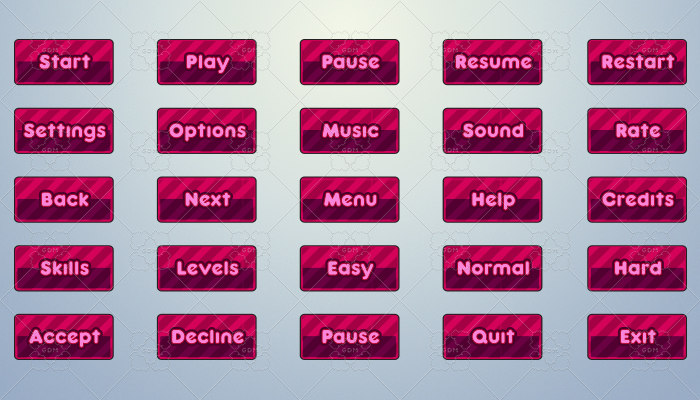 Start Play Pause Resume Restart
Settings Options Music Sound Rate
Back Next Menu Help Credits
Skills Levels Easy Normal Hard
Accept Decline Pause Quit Exit